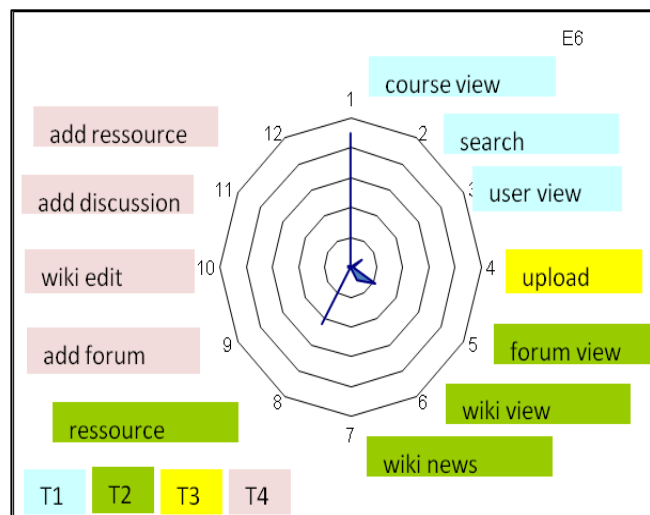 E6
course view
1
add ressource
12
2
search
11
3
user view
add discussion
10
4
wiki edit
upload
9
5
add forum
forum view
8
6
wiki view
ressource
7
wiki news
T1
T2
T3
T4